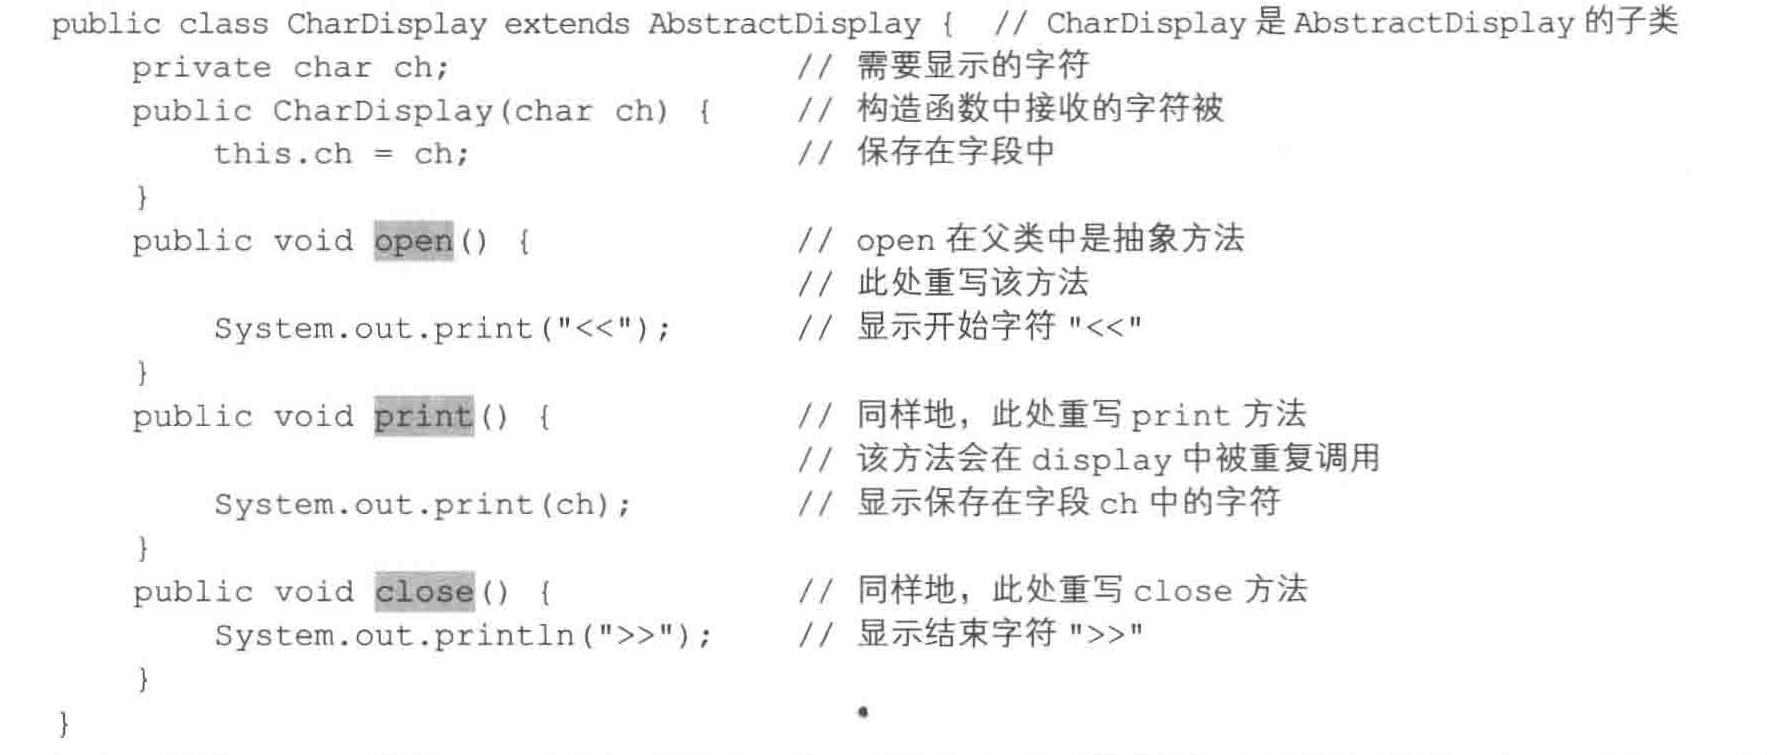 public class CharDisplay extends AbstractDisplay {  // CharDisplay 是 AbstractDisplay 的子类
    private char ch;                 // 需要显示的字符
    public CharDisplay(char ch) {    // 构造函数中接收的字符被
        this.ch = ch;                // 保存在字段中
    }
    public void open() {             // open 在父类中是抽象方法
                                     // 此处重写该方法
        System.out.print("<<");      // 显示开始字符 "<<"
    }
    public void print() {            // 同样地，此处重写 print 方法
                                     // 该方法会在 display 中被重复调用
        System.out.print(ch);        // 显示保存在字段 ch 中的字符
    }
    public void close() {            // 同样地，此处重写 close 方法
        System.out.println(">>");    // 显示结束字符 ">>"
    }
}